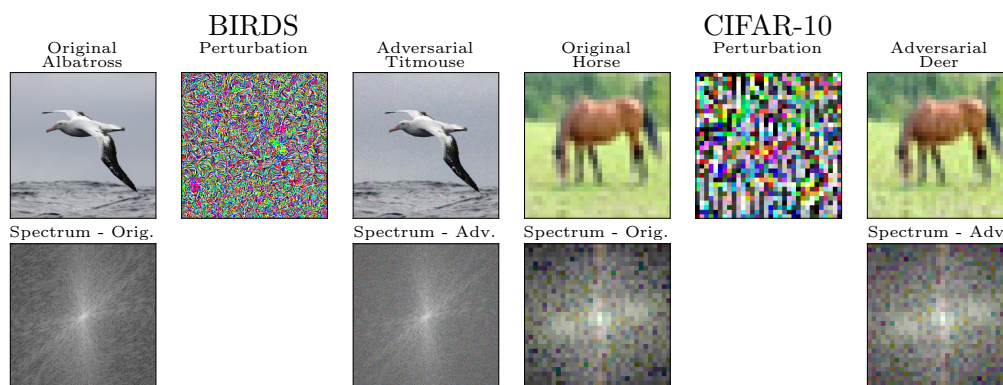 BIRDS
CIFAR-10
Original
Albatross
Perturbation
Adversarial
Titmouse
Original
Horse
Perturbation
Adversarial
Deer
Spectrum - Orig.
Spectrum - Adv.
Spectrum - Orig.
Spectrum - Adv.